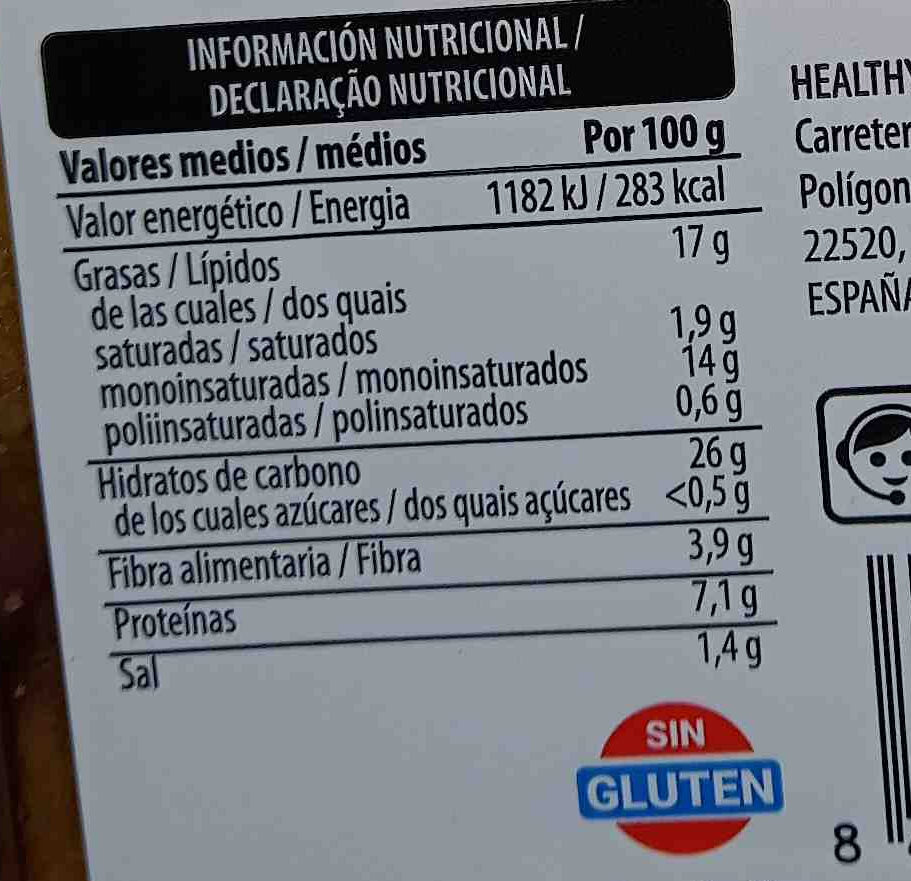 INFORMACIÓN NUTRICIONAL /
DECLARAÇÃO NUTRICIONAL
Valores medios / médios Por 100 g
Valor energético / Energia 1182 kJ / 283 kcal
Grasas / Lípidos 17 g
de las cuales / dos quais
saturadas / saturados 1,9 g
monoinsaturadas / monoinsaturados 14 g
poliinsaturadas / polinsaturados 0,6 g
Hidratos de carbono 26 g
de los cuales azúcares / dos quais açúcares <0,5 g
Fibra alimentaria / Fibra 3,9 g
Proteínas 7,1 g
Sal 1,4 g
SIN
GLUTEN
HEALTHY
Carreter
Polígon
22520,
ESPAÑA
8